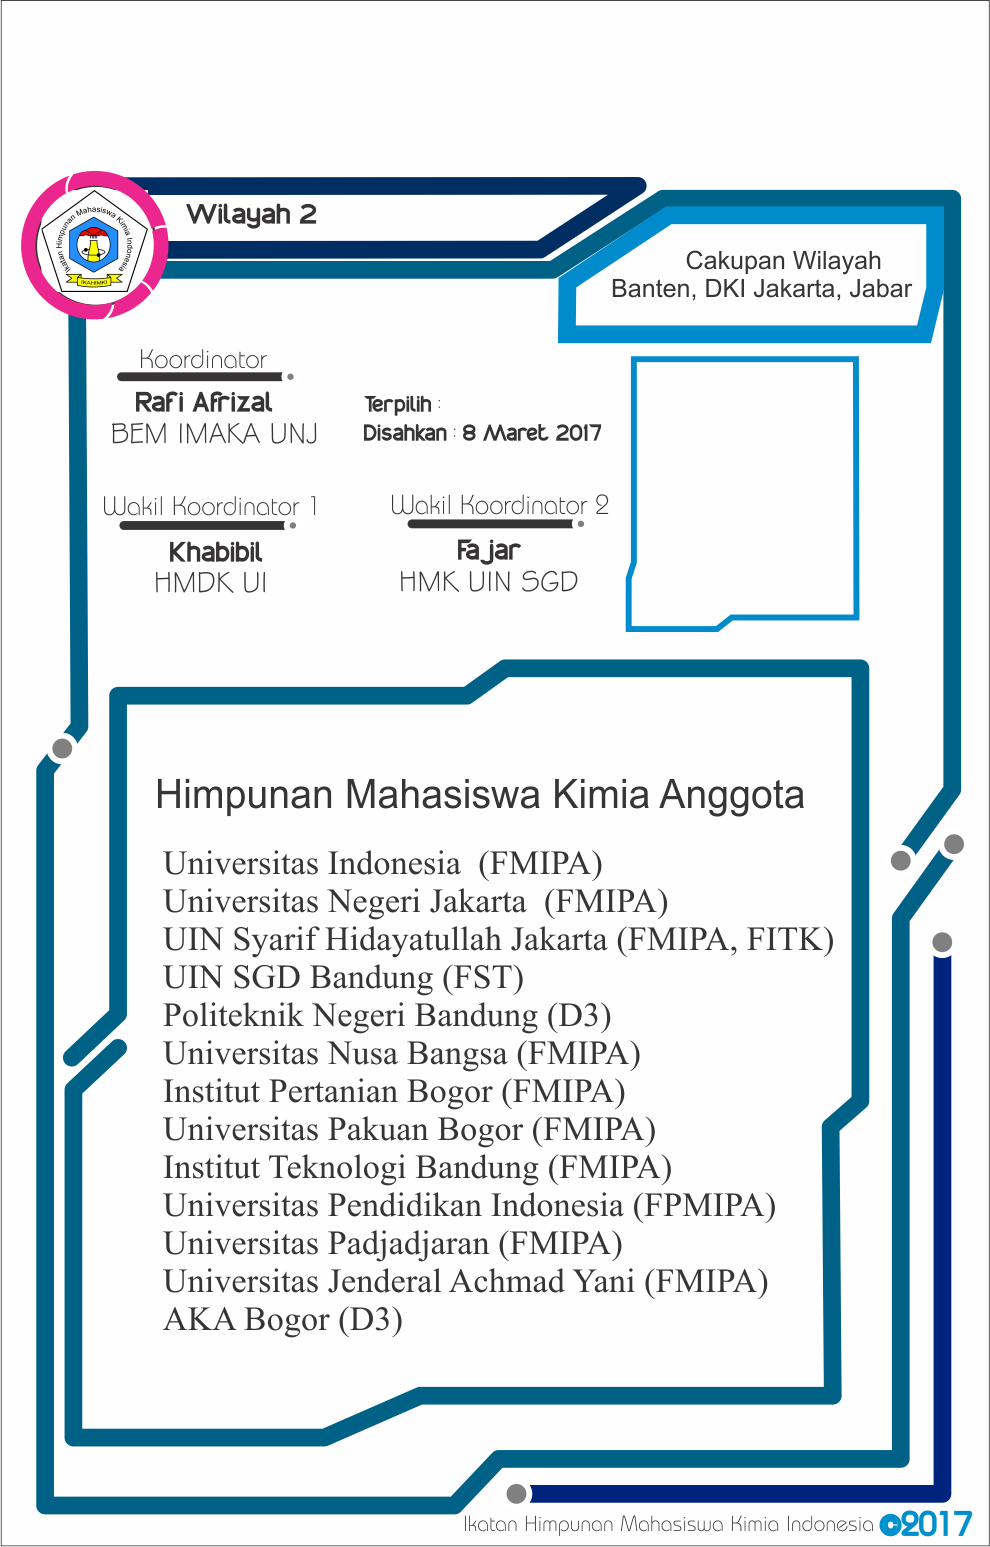 Ikatan Himpunan Mahasiswa Kimia Indonesia
IKAHIMKI
Wilayah 2
Cakupan Wilayah
Banten, DKI Jakarta, Jabar
Koordinator
Rafi Afrizal
BEM IMAKA UNJ
Terpilih :
Disahkan : 8 Maret 2017
Wakil Koordinator 1
Khabibil
HMDK UI
Wakil Koordinator 2
Fajar
HMK UIN SGD
Himpunan Mahasiswa Kimia Anggota
Universitas Indonesia (FMIPA)
Universitas Negeri Jakarta (FMIPA)
UIN Syarif Hidayatullah Jakarta (FMIPA, FITK)
UIN SGD Bandung (FST)
Politeknik Negeri Bandung (D3)
Universitas Nusa Bangsa (FMIPA)
Institut Pertanian Bogor (FMIPA)
Universitas Pakuan Bogor (FMIPA)
Institut Teknologi Bandung (FMIPA)
Universitas Pendidikan Indonesia (FPMIPA)
Universitas Padjadjaran (FMIPA)
Universitas Jenderal Achmad Yani (FMIPA)
AKA Bogor (D3)
Ikatan Himpunan Mahasiswa Kimia Indonesia ©2017